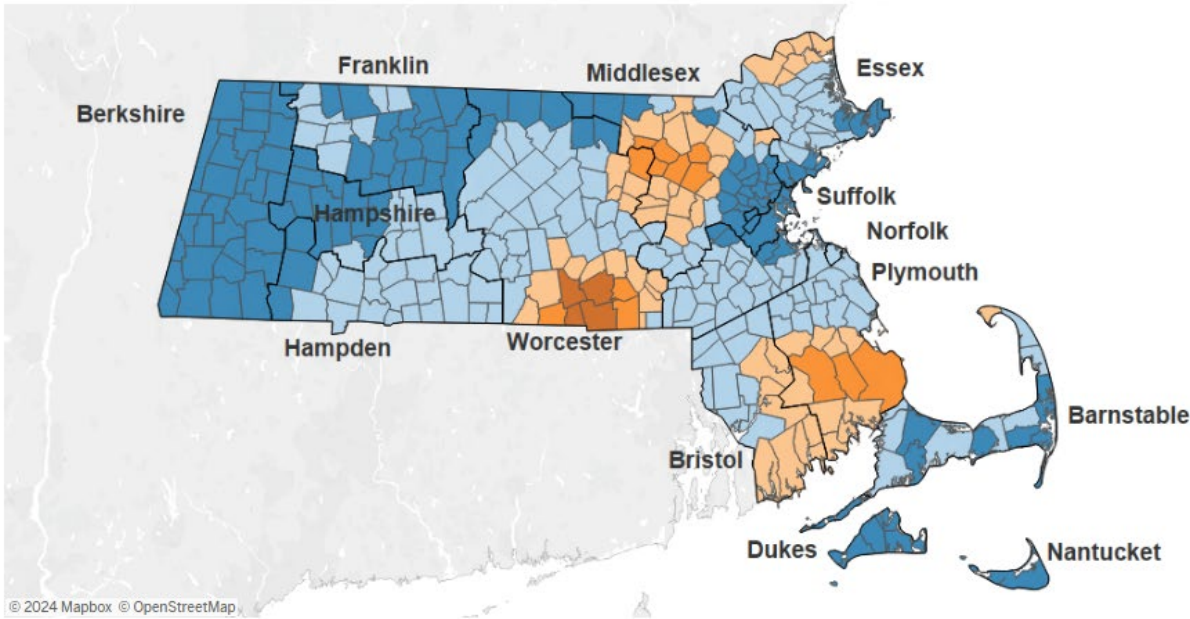 Franklin
Middlesex
Essex
Berkshire
Suffolk
Hampshire
Norfolk
Plymouth
Hampden
Worcester
Barnstable
Bristol
Dukes
Nantucket
© 2024 Mapbox © OpenStreetMap